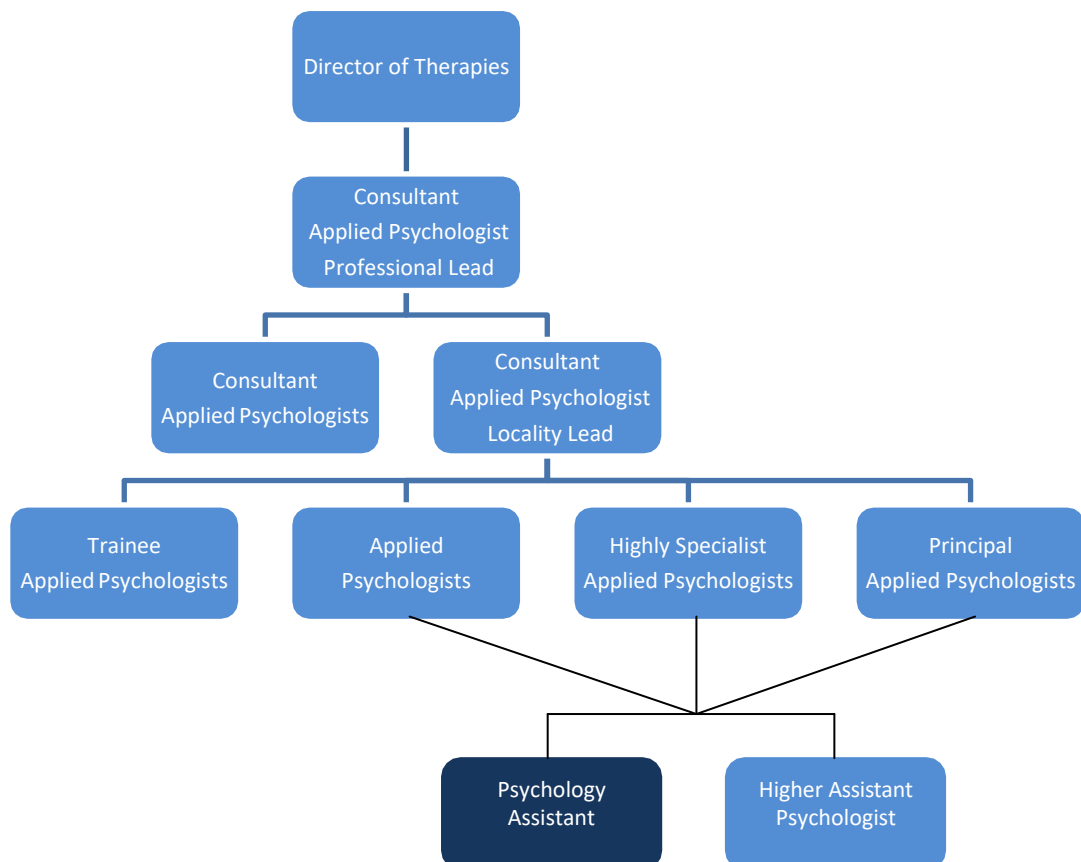 Director of Therapies
Consultant
Applied Psychologist
Professional Lead
Consultant
Applied Psychologists
Consultant
Applied Psychologist
Locality Lead
Trainee
Applied Psychologists
Applied
Psychologists
Highly Specialist
Applied Psychologists
Principal
Applied Psychologists
Psychology
Assistant
Higher Assistant
Psychologist